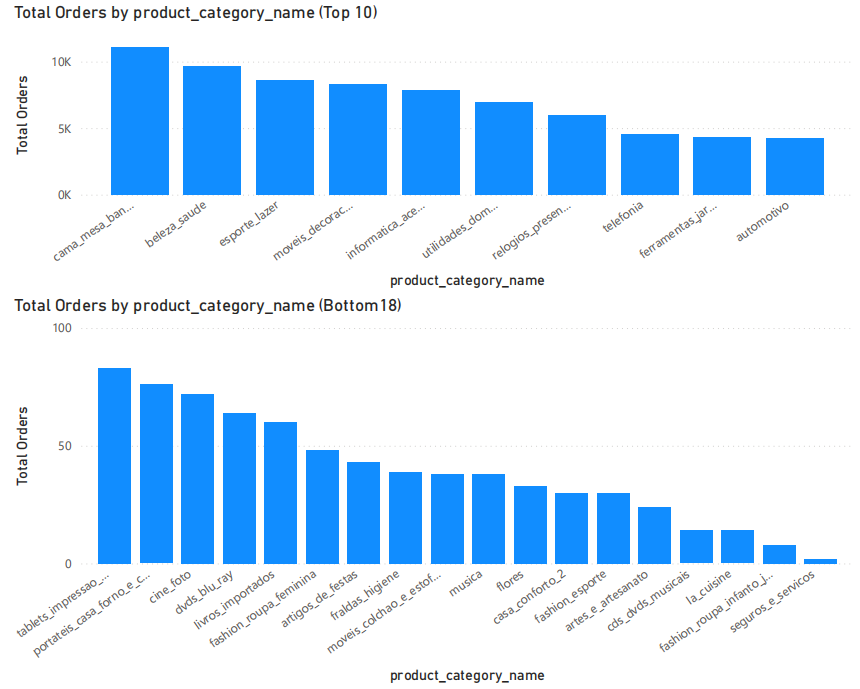 Total Orders by product_category_name (Top 10)
10K
5K
0K
Total Orders
cama_mesa_ban...
beleza_saude
esporte_lazer
moveis_decorac...
informatica_ace...
utilidades_dom...
relogios_presen...
telefonia
ferramentas_jar...
automotivo
product_category_name
Total Orders by product_category_name (Bottom18)
100
50
0
Total Orders
tablets_impressao_...
portateis_casa_forno_e_c...
cine_foto
dvds_blu_ray
livros_importados
fashion_roupa_feminina
artigos_de_festas
fraldas_higiene
moveis_colchao_e_estof...
musica
flores
casa_conforto_2
fashion_esporte
artes_e_artesanato
cds_dvds_musicais
la_cuisine
fashion_roupa_infanto_j...
seguros_e_servicos
product_category_name